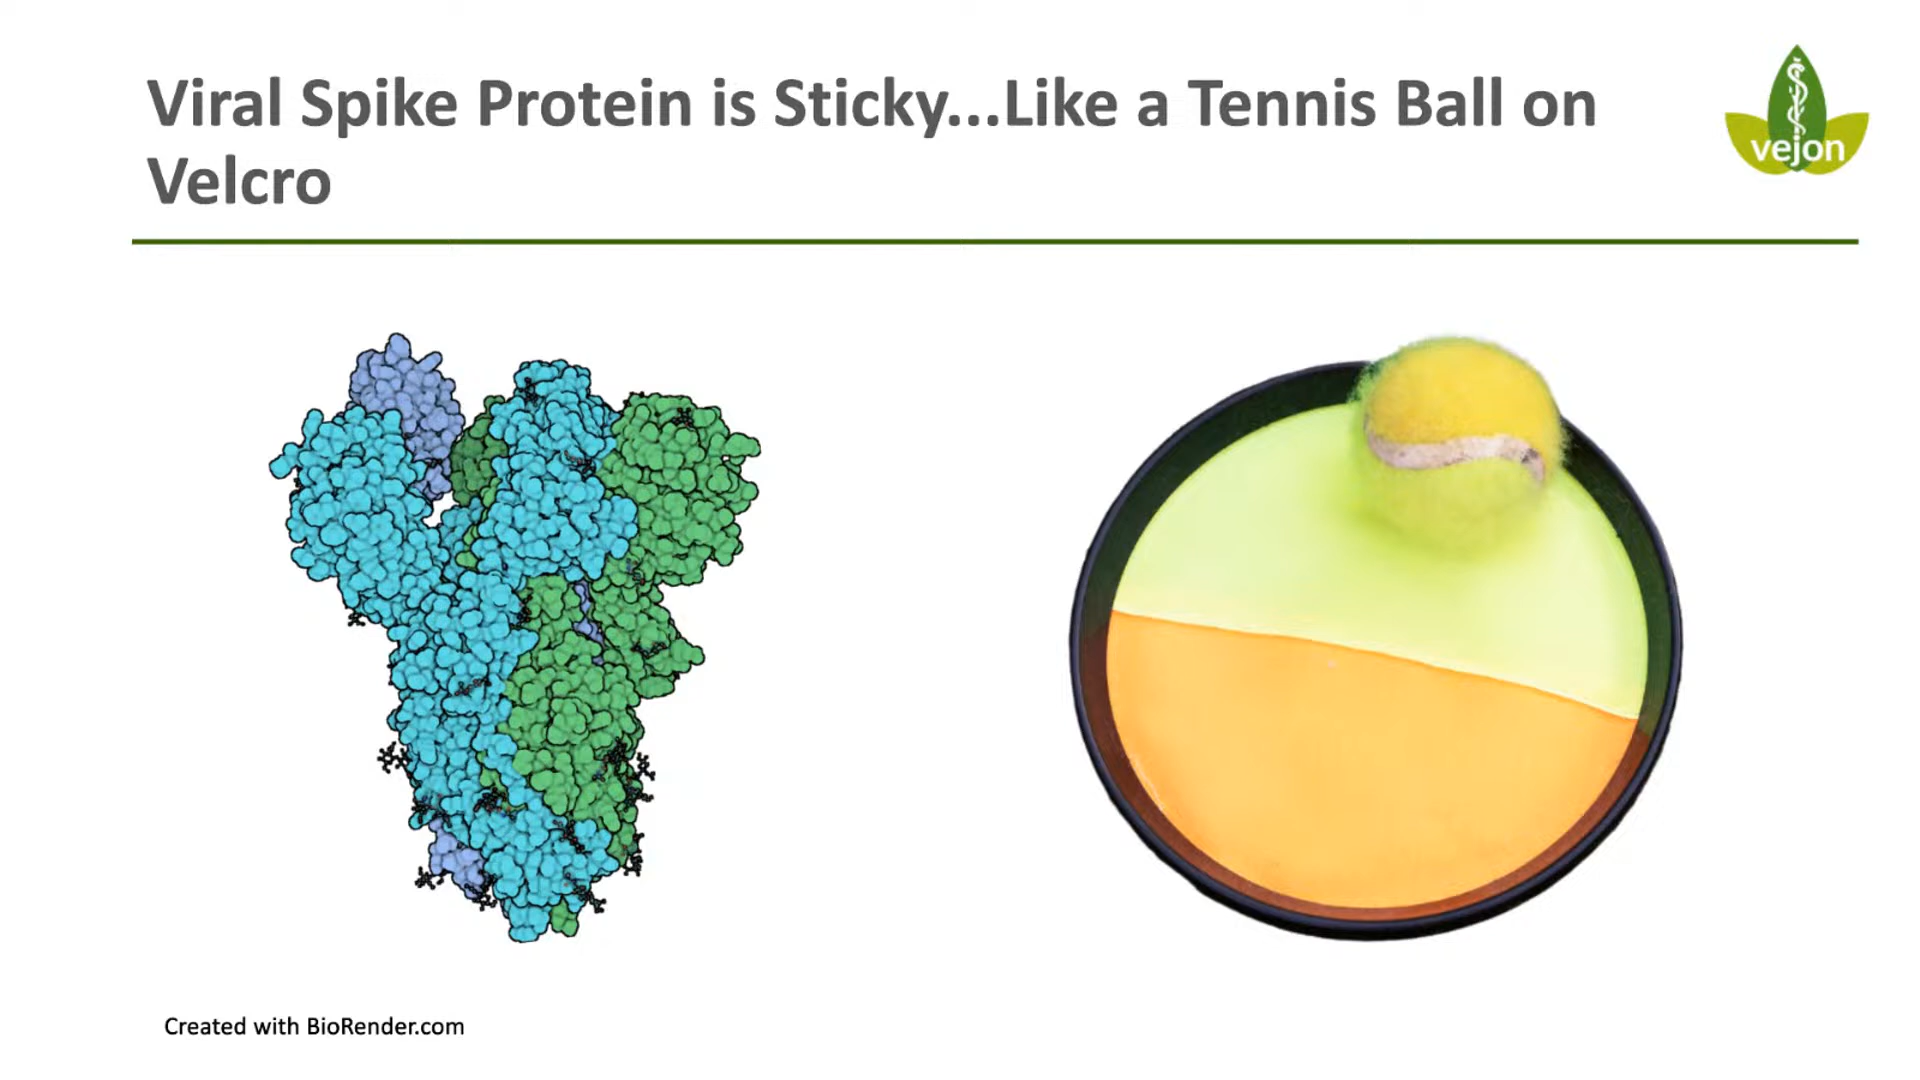 Viral Spike Protein is Sticky...Like a Tennis Ball on
Velcro
vejon
Created with BioRender.com